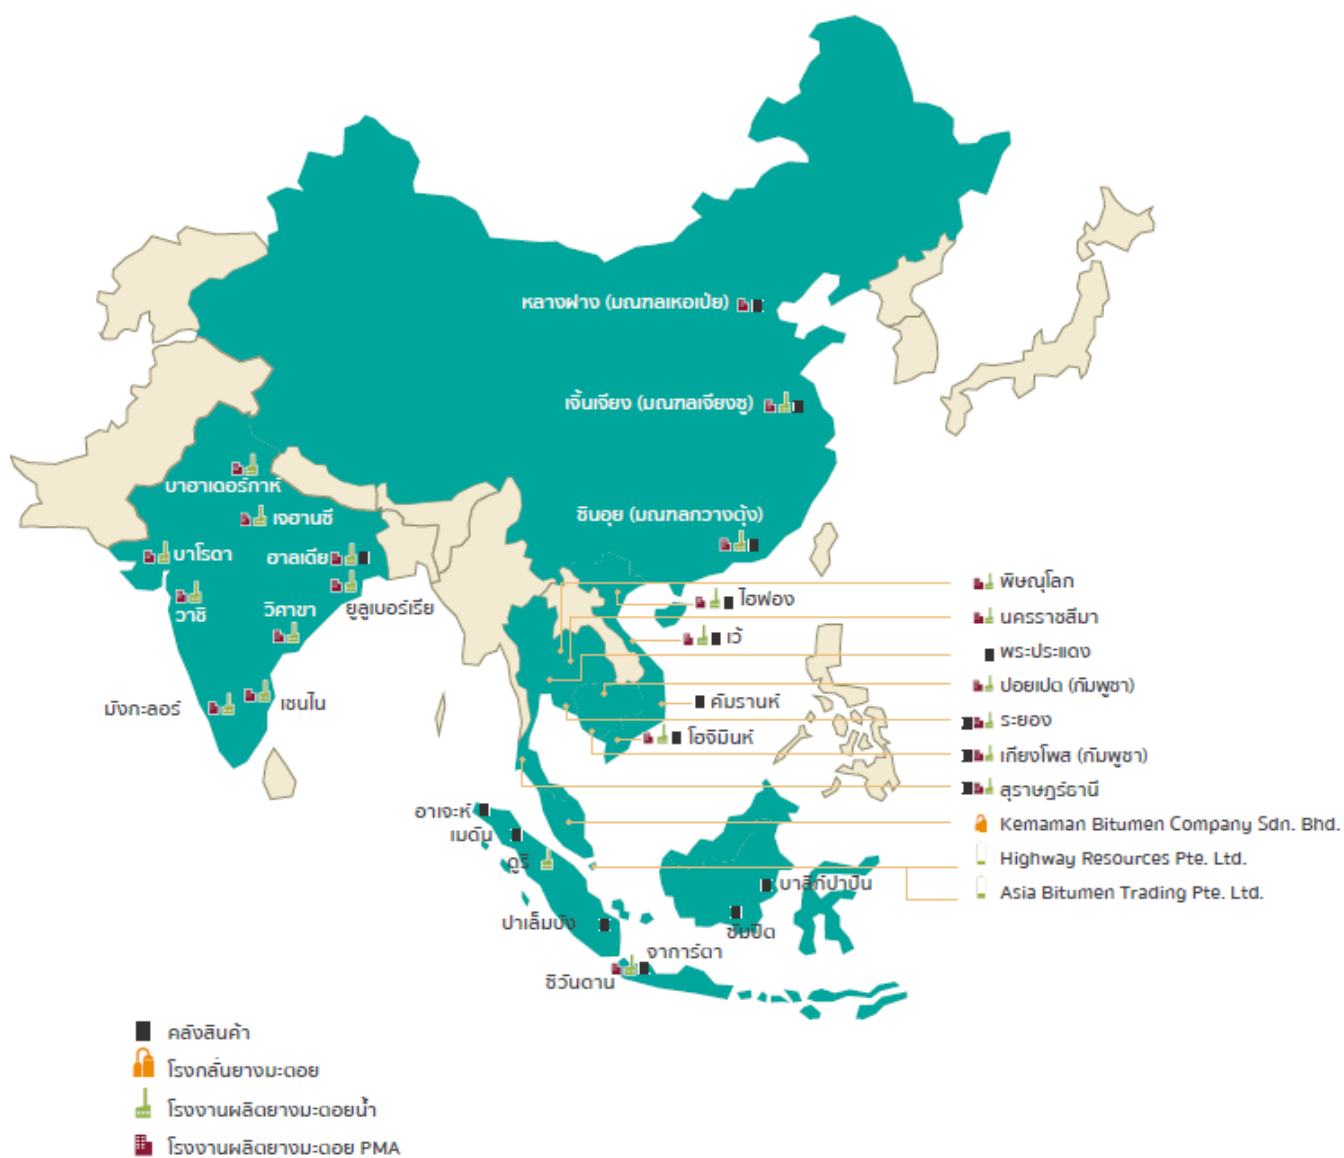 หลางฝาง (มณฑลเหอเป่ย)
เจิ้นเจียง (มณฑลเจียงซู)
บาฮาเดอร์กาห์
เจฮานซี
ซินฮุย (มณฑลกวางตุ้ง)
บาโรดา
ฮาลเดีย
วาชิ
วิศาขา
ยูลูเบอร์เรีย
มังกะลอร์
เชนไน
ไฮฟอง
เว้
คัมรานห์
โฮจิมินห์
พิษณุโลก
นครราชสีมา
พระประแดง
ปอยเปต (กัมพูชา)
ระยอง
เกียงโพส (กัมพูชา)
สุราษฎร์ธานี
Kemaman Bitumen Company Sdn. Bhd.
Highway Resources Pte. Ltd.
Asia Bitumen Trading Pte. Ltd.
อาเจะห์
เมดัน
ดูริ
ปาเล็มบัง
บาลิก์ปาปัน
ซัมปิต
จาการ์ตา
ซิวันดาน
คลังสินค้า
โรงกลั่นยางมะตอย
โรงงานผลิตยางมะตอยน้ำ
โรงงานผลิตยางมะตอย PMA